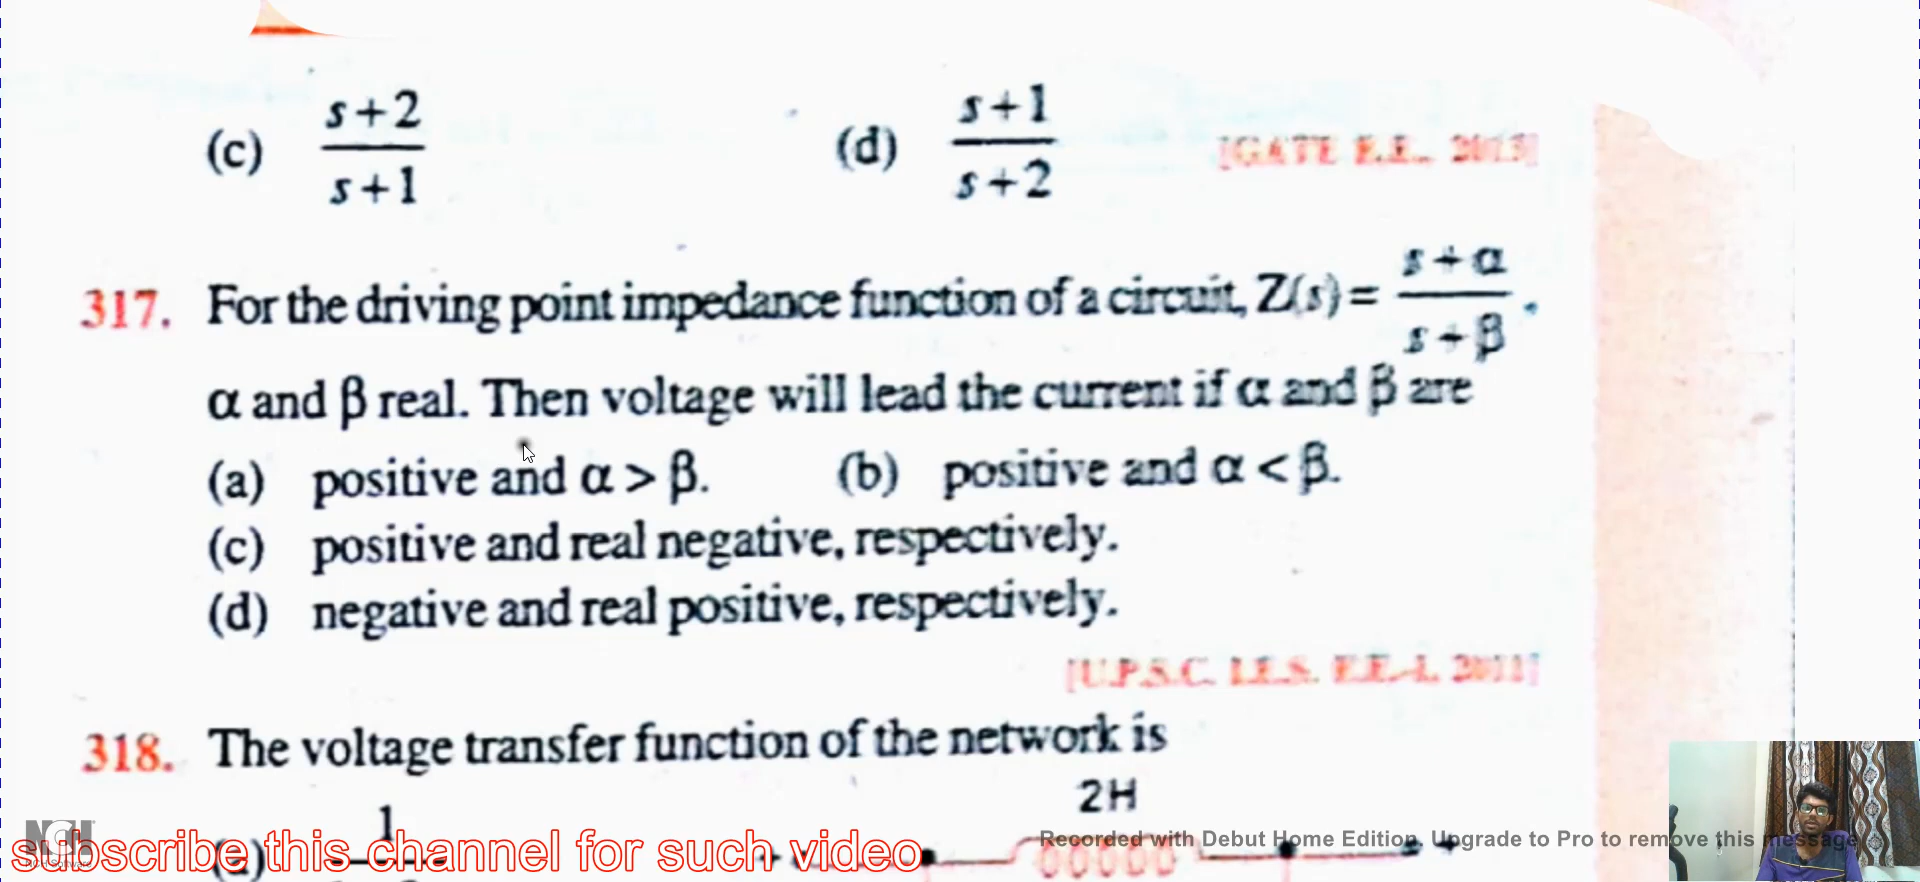 (c) s+2 / s+1 (d) s+1 / s+2 [GATE E.E. 2013]
317. For the driving point impedance function of a circuit, Z(s) = s+α / s+β .
α and β real. Then voltage will lead the current if α and β are
(a) positive and α > β. (b) positive and α < β.
(c) positive and real negative, respectively.
(d) negative and real positive, respectively.
[U.P.S.C. I.E.S. E.E.-I, 2011]
318. The voltage transfer function of the network is
2H
1
Recorded with Debut Home Edition. Upgrade to Pro to remove this message
subscribe this channel for such video